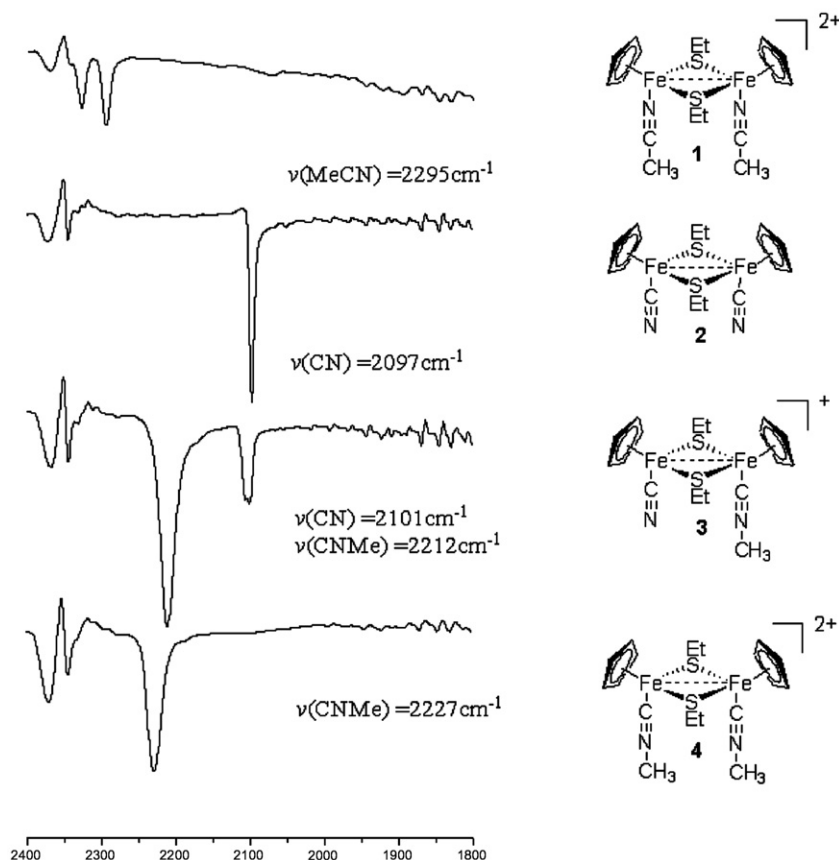 2+
Et
S
Fe Fe
S
Et
N N
C C
CH₃ CH₃
1
ν(MeCN) =2295cm⁻¹
Et
S
Fe Fe
S
Et
C C
N N
2
ν(CN) =2097cm⁻¹
+
Et
S
Fe Fe
S
Et
C C
N N
CH₃
3
ν(CN) =2101cm⁻¹
ν(CNMe) =2212cm⁻¹
2+
Et
S
Fe Fe
S
Et
C C
N N
CH₃ CH₃
4
ν(CNMe) =2227cm⁻¹
2400 2300 2200 2100 2000 1900 1800